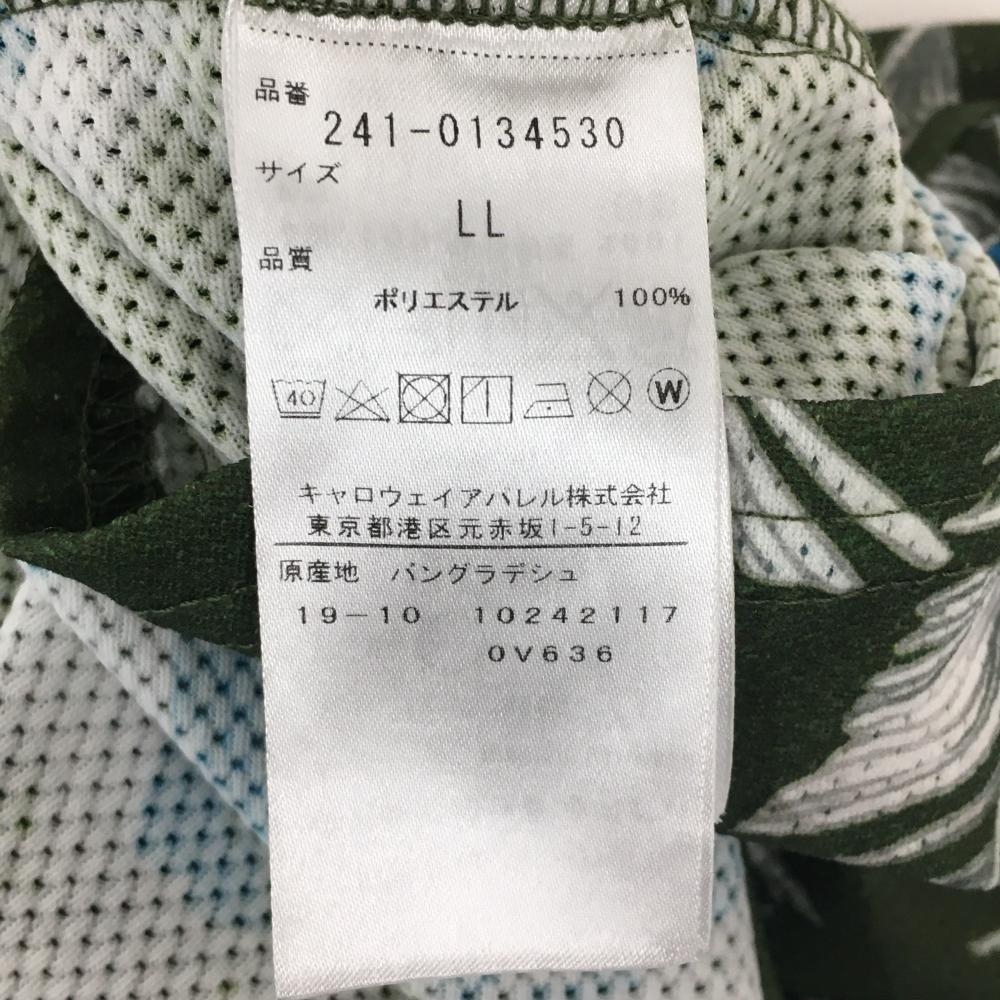 品番
241-0134530
サイズ
LL
品質
ポリエステル 100%
40 W
キャロウェイアパレル株式会社
東京都港区元赤坂1-5-12
原産地 バングラデシュ
19-10 10242117
0V636